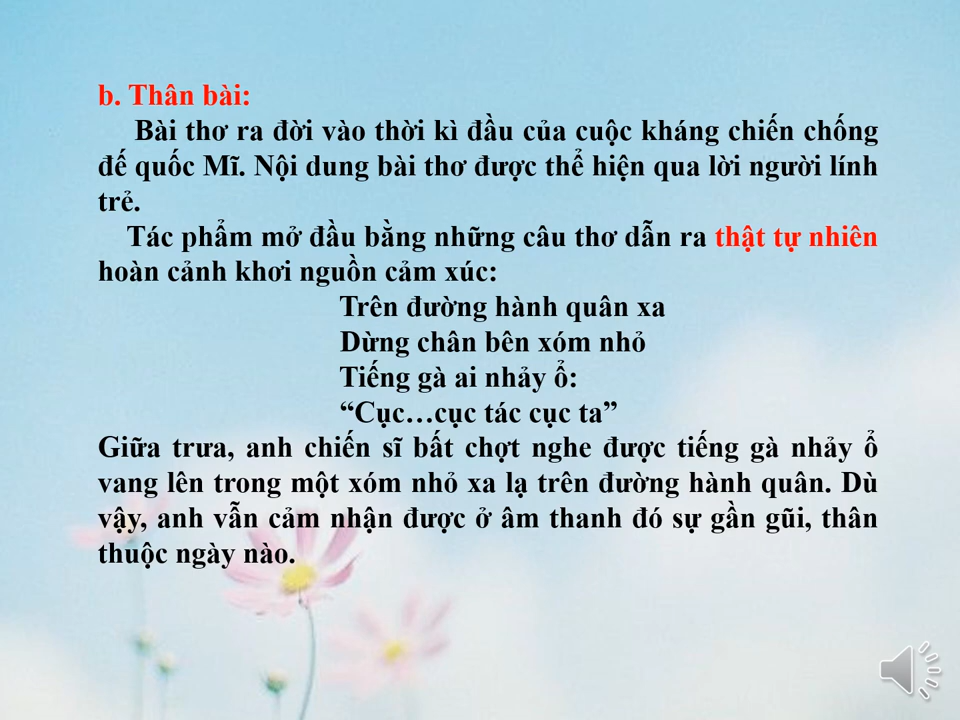 b. Thân bài:
Bài thơ ra đời vào thời kì đầu của cuộc kháng chiến chống
đế quốc Mĩ. Nội dung bài thơ được thể hiện qua lời người lính
trẻ.
Tác phẩm mở đầu bằng những câu thơ dẫn ra thật tự nhiên
hoàn cảnh khơi nguồn cảm xúc:
Trên đường hành quân xa
Dừng chân bên xóm nhỏ
Tiếng gà ai nhảy ổ:
“Cục…cục tác cục ta”
Giữa trưa, anh chiến sĩ bất chợt nghe được tiếng gà nhảy ổ
vang lên trong một xóm nhỏ xa lạ trên đường hành quân. Dù
vậy, anh vẫn cảm nhận được ở âm thanh đó sự gần gũi, thân
thuộc ngày nào.